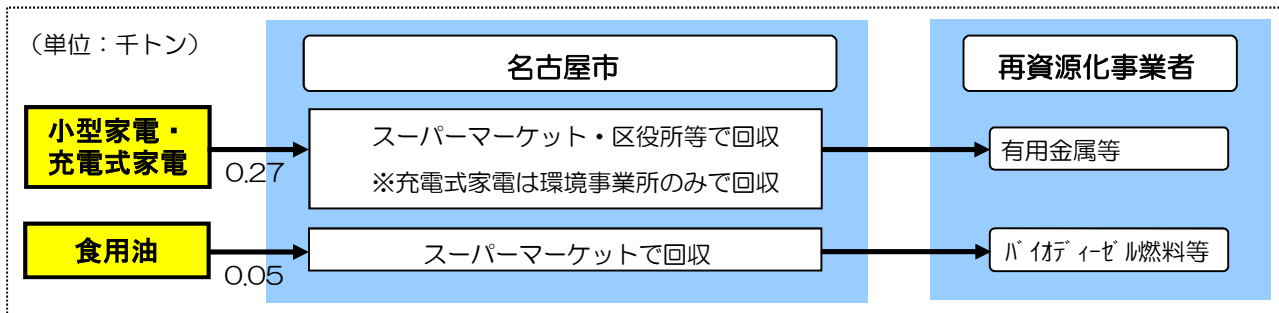 （単位：千トン）
名古屋市
再資源化事業者
小型家電・
充電式家電
0.27
スーパーマーケット・区役所等で回収
※充電式家電は環境事業所のみで回収
有用金属等
食用油
0.05
スーパーマーケットで回収
ﾊﾞｲｵﾃﾞｨｰｾﾞﾙ燃料等